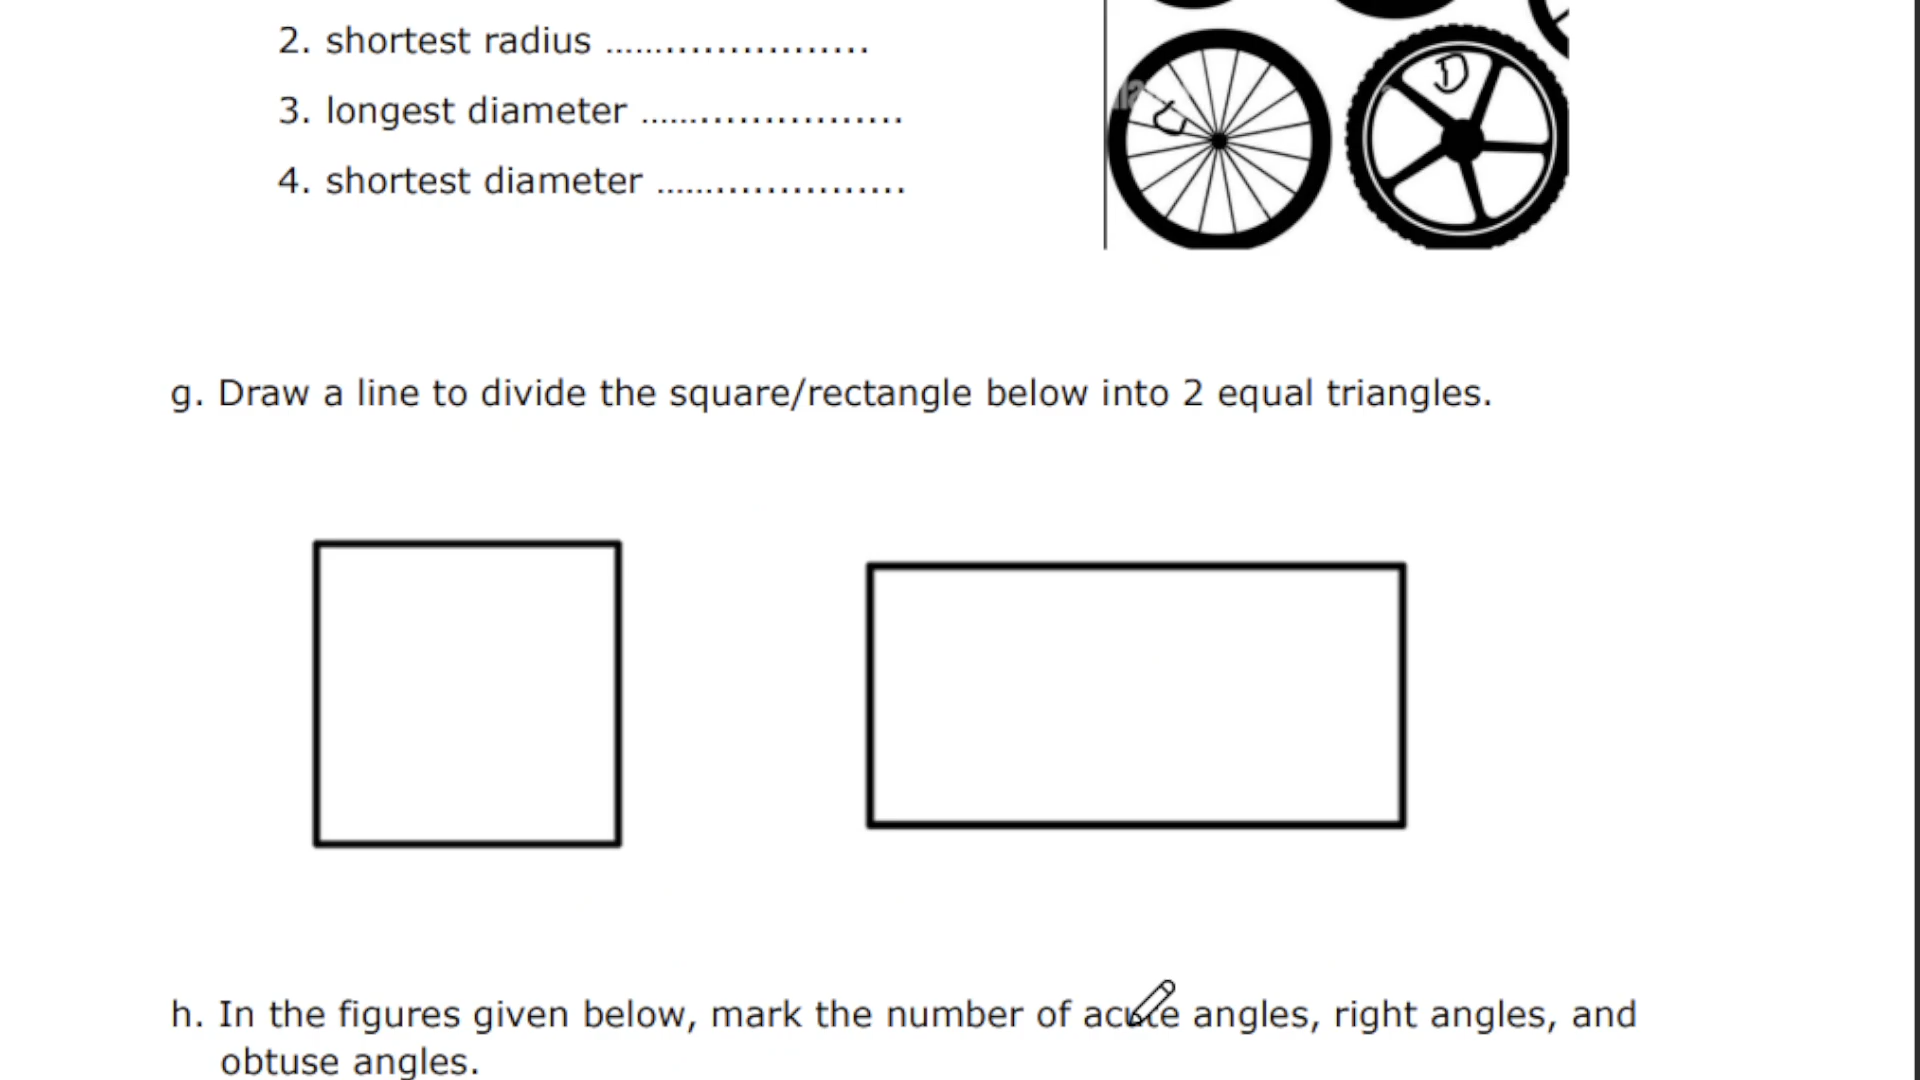 2. shortest radius ......................
3. longest diameter ......................
4. shortest diameter .....................
D
g. Draw a line to divide the square/rectangle below into 2 equal triangles.
h. In the figures given below, mark the number of acute angles, right angles, and
obtuse angles.